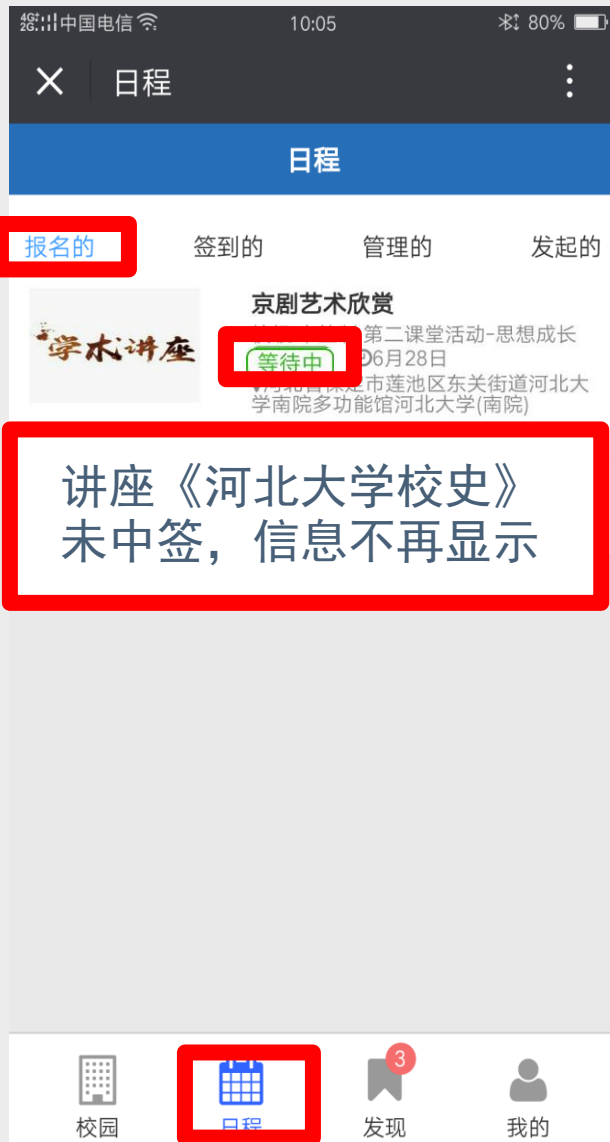 4G+ 2G 中国电信 10:05 80%
日程
日程
报名的 签到的 管理的 发起的
学术讲座
京剧艺术欣赏
第二课堂活动-思想成长
等待中 6月28日
市莲池区东关街道河北大
学南院多功能馆河北大学(南院)
讲座《河北大学校史》
未中签，信息不再显示
3
校园 日程 发现 我的